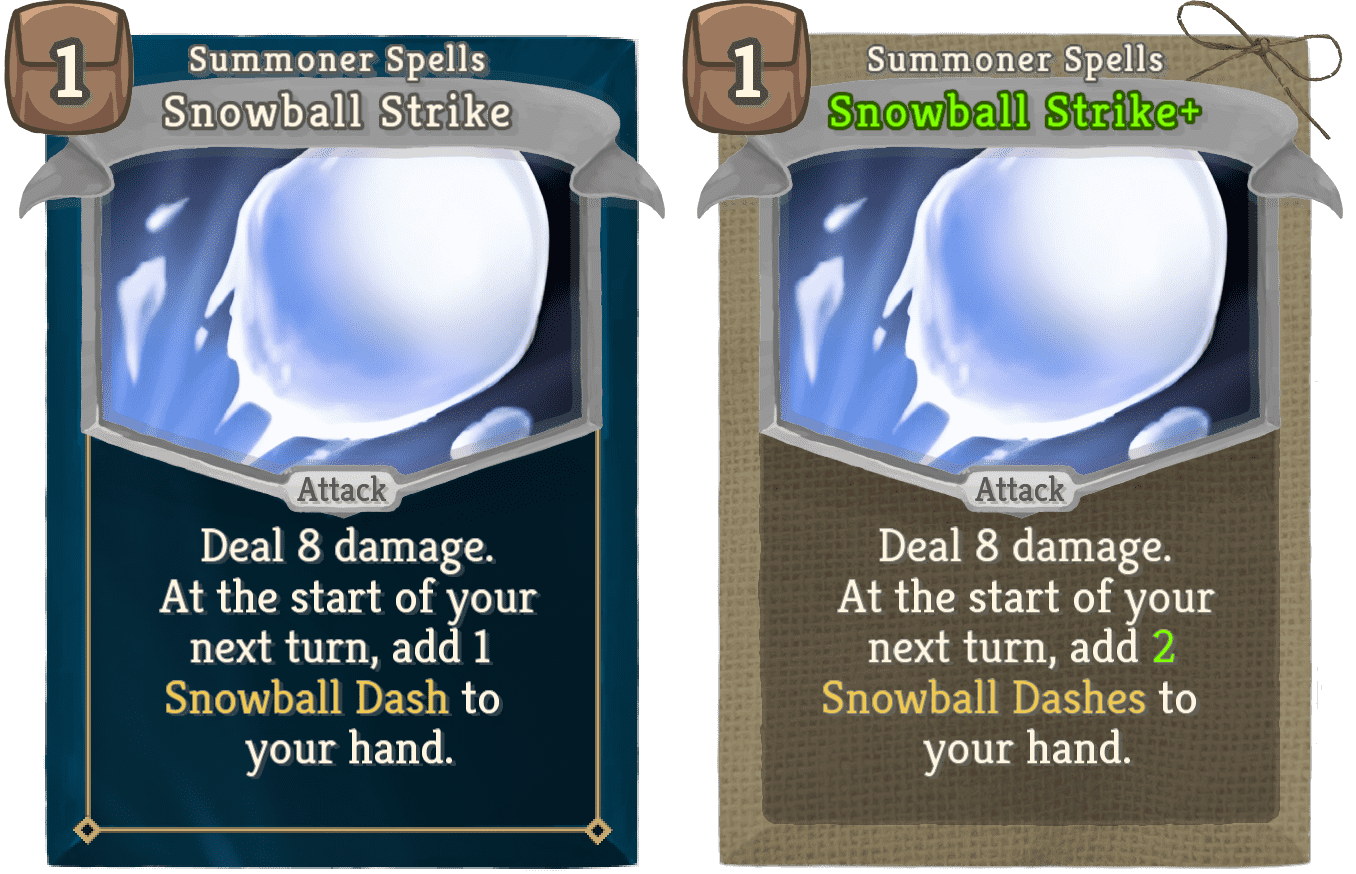 1
Summoner Spells
Snowball Strike
Attack
Deal 8 damage.
At the start of your
next turn, add 1
Snowball Dash to
your hand.
1
Summoner Spells
Snowball Strike+
Attack
Deal 8 damage.
At the start of your
next turn, add 2
Snowball Dashes to
your hand.